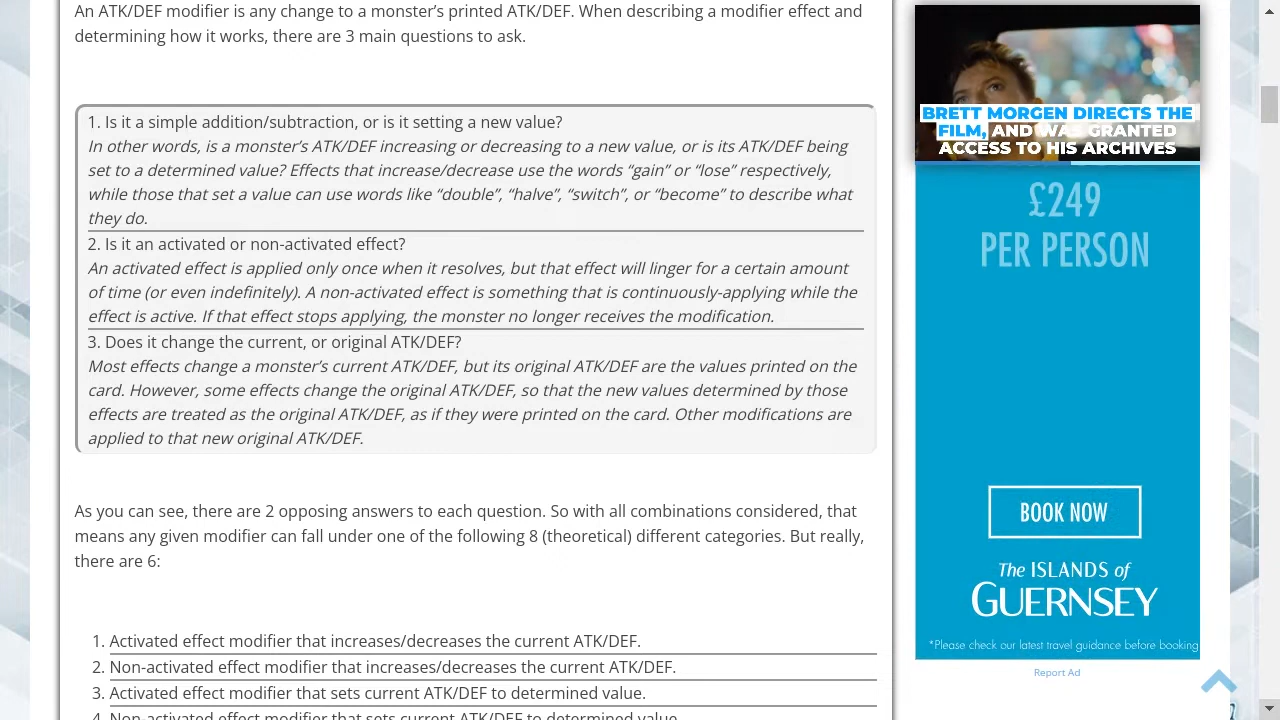 An ATK/DEF modifier is any change to a monster’s printed ATK/DEF. When describing a modifier effect and
determining how it works, there are 3 main questions to ask.
1. Is it a simple addition/subtraction, or is it setting a new value?
In other words, is a monster’s ATK/DEF increasing or decreasing to a new value, or is its ATK/DEF being
set to a determined value? Effects that increase/decrease use the words “gain” or “lose” respectively,
while those that set a value can use words like “double”, “halve”, “switch”, or “become” to describe what
they do.
2. Is it an activated or non-activated effect?
An activated effect is applied only once when it resolves, but that effect will linger for a certain amount
of time (or even indefinitely). A non-activated effect is something that is continuously-applying while the
effect is active. If that effect stops applying, the monster no longer receives the modification.
3. Does it change the current, or original ATK/DEF?
Most effects change a monster’s current ATK/DEF, but its original ATK/DEF are the values printed on the
card. However, some effects change the original ATK/DEF, so that the new values determined by those
effects are treated as the original ATK/DEF, as if they were printed on the card. Other modifications are
applied to that new original ATK/DEF.
As you can see, there are 2 opposing answers to each question. So with all combinations considered, that
means any given modifier can fall under one of the following 8 (theoretical) different categories. But really,
there are 6:
1. Activated effect modifier that increases/decreases the current ATK/DEF.
2. Non-activated effect modifier that increases/decreases the current ATK/DEF.
3. Activated effect modifier that sets current ATK/DEF to determined value.
4. Non-activated effect modifier that sets current ATK/DEF to determined value.
BRETT MORGEN DIRECTS THE
FILM, AND WAS GRANTED
ACCESS TO HIS ARCHIVES
£249
PER PERSON
BOOK NOW
The ISLANDS of
GUERNSEY
*Please check our latest travel guidance before booking
Report Ad